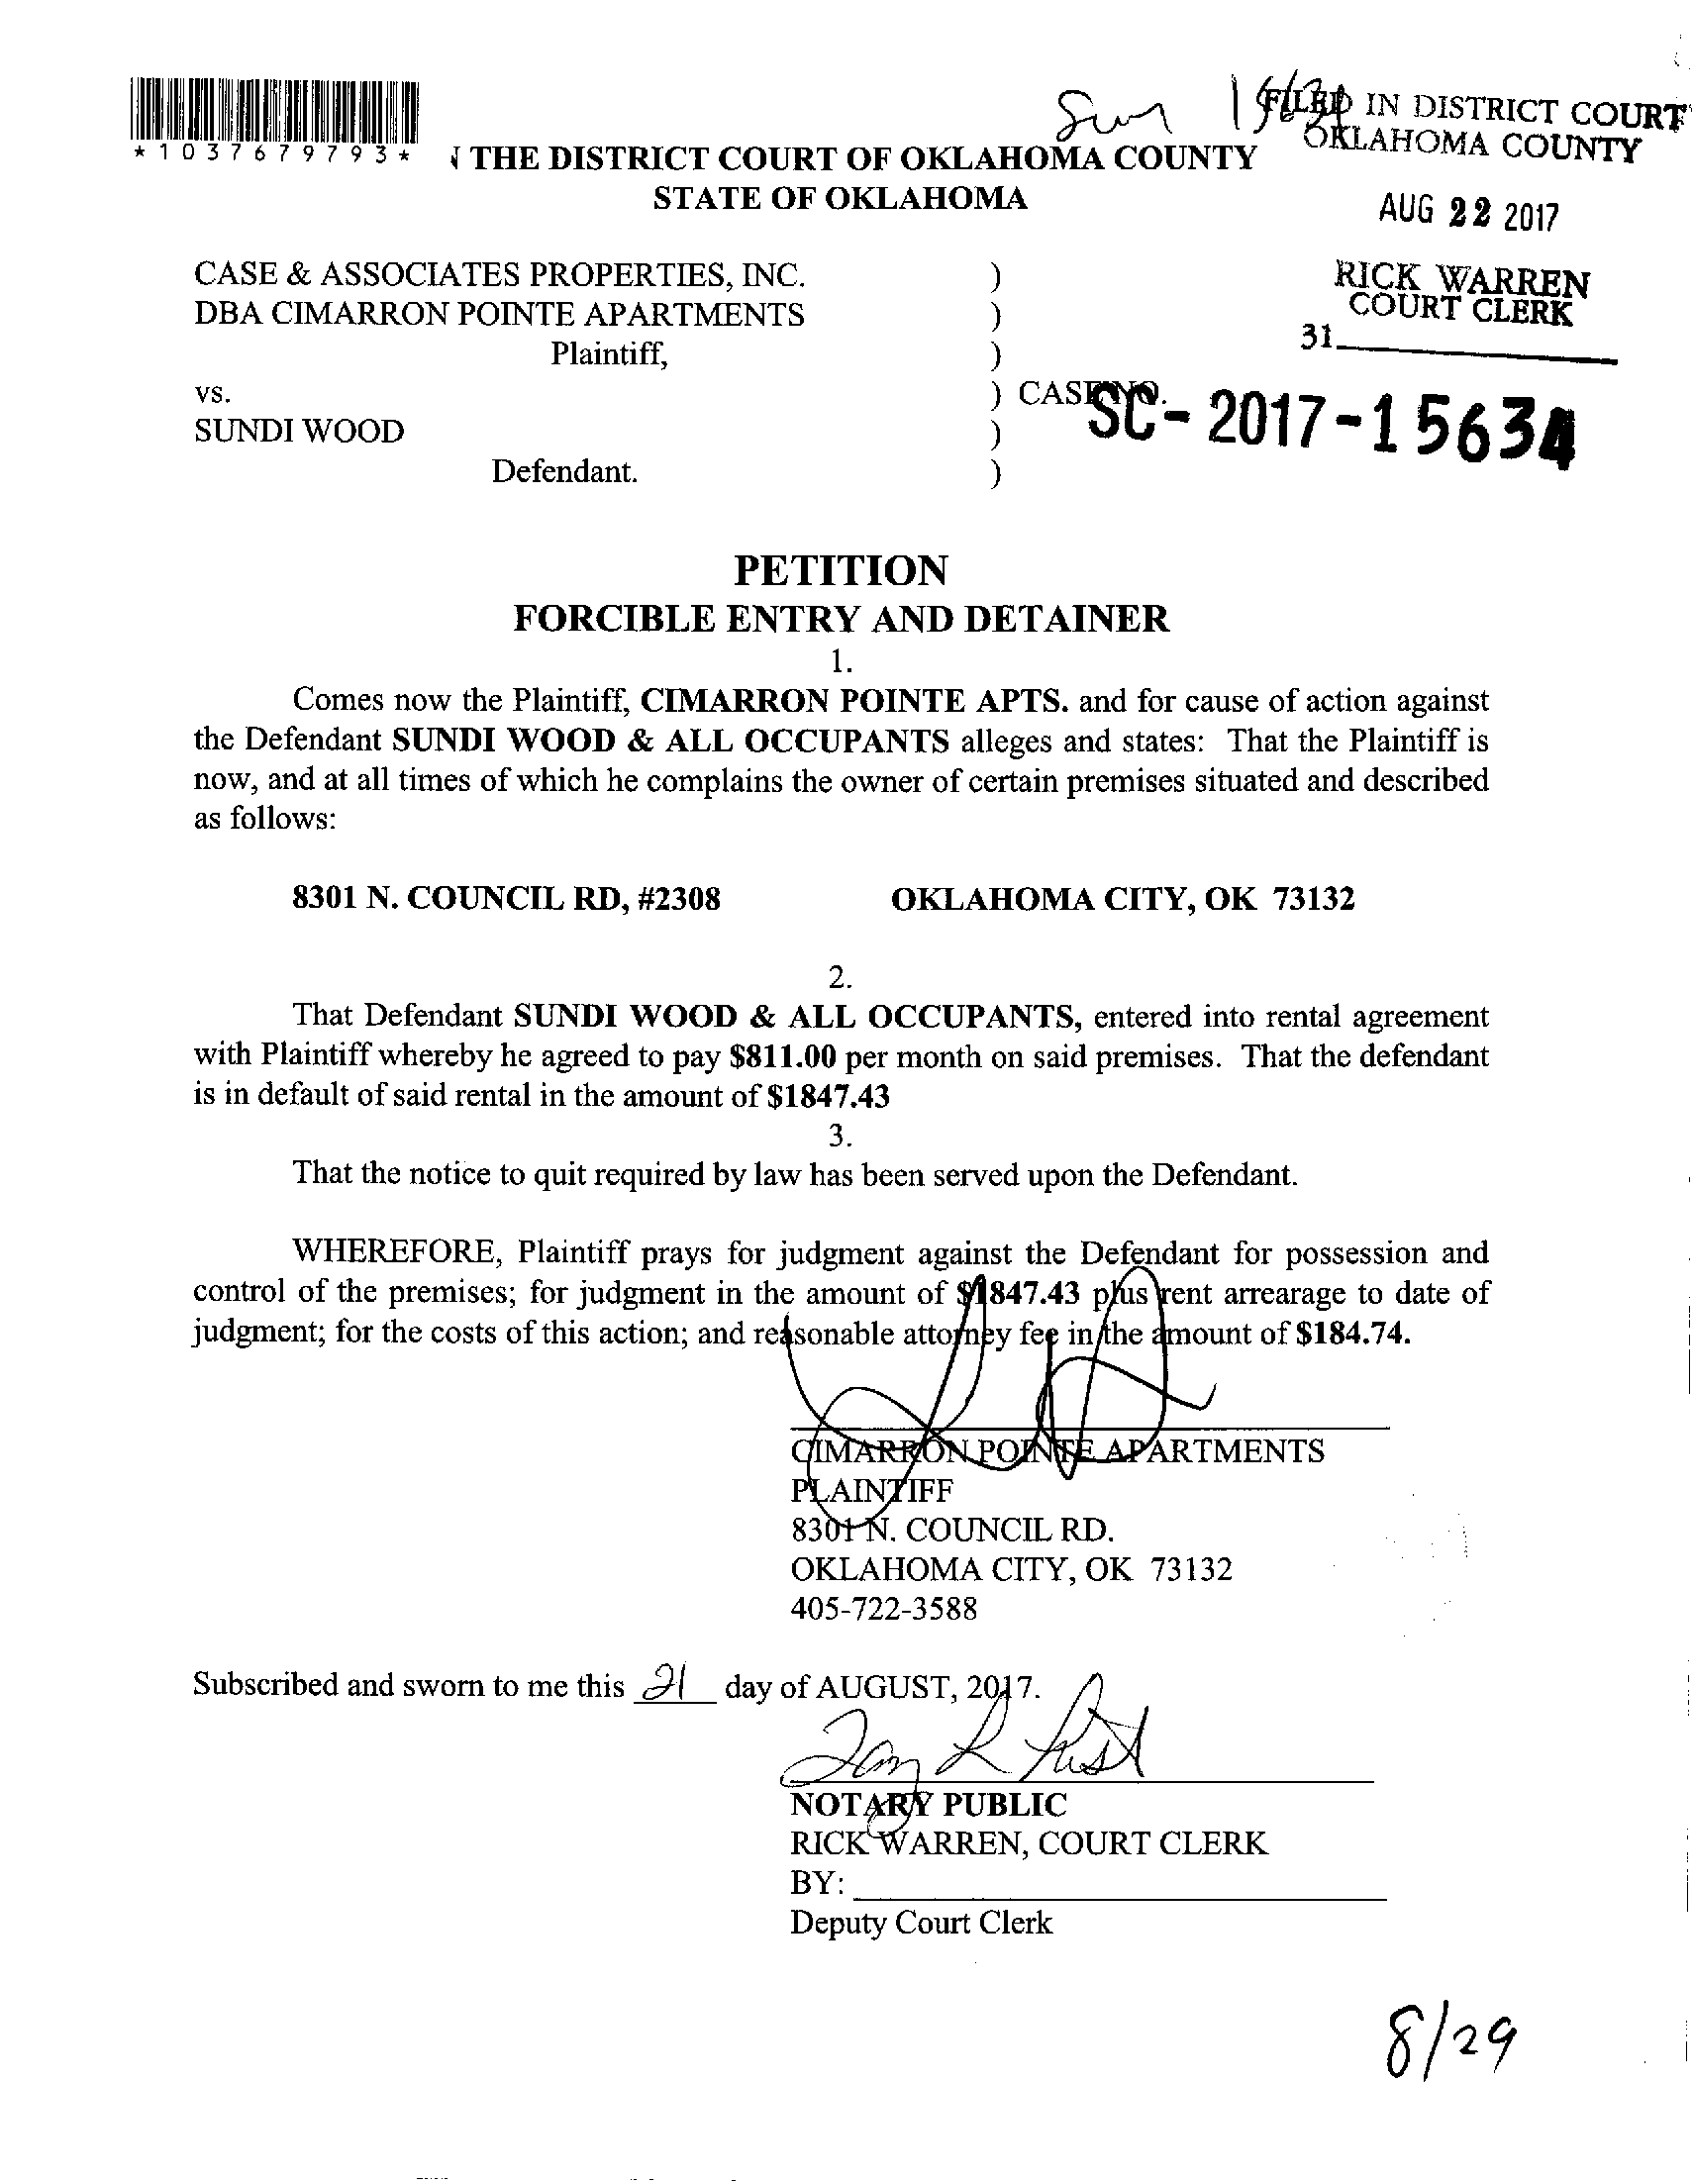 Sum 15634
FILED IN DISTRICT COURT
OKLAHOMA COUNTY
*1037679793*
THE DISTRICT COURT OF OKLAHOMA COUNTY
STATE OF OKLAHOMA
AUG 22 2017
RICK WARREN
COURT CLERK
31
CASE & ASSOCIATES PROPERTIES, INC. )
DBA CIMARRON POINTE APARTMENTS )
Plaintiff, )
vs. ) CASE NO. SC-2017-15634
SUNDI WOOD )
Defendant. )
PETITION
FORCIBLE ENTRY AND DETAINER
1.
Comes now the Plaintiff, CIMARRON POINTE APTS. and for cause of action against
the Defendant SUNDI WOOD & ALL OCCUPANTS alleges and states: That the Plaintiff is
now, and at all times of which he complains the owner of certain premises situated and described
as follows:
8301 N. COUNCIL RD, #2308 OKLAHOMA CITY, OK 73132
2.
That Defendant SUNDI WOOD & ALL OCCUPANTS, entered into rental agreement
with Plaintiff whereby he agreed to pay $811.00 per month on said premises. That the defendant
is in default of said rental in the amount of $1847.43
3.
That the notice to quit required by law has been served upon the Defendant.
WHEREFORE, Plaintiff prays for judgment against the Defendant for possession and
control of the premises; for judgment in the amount of $1847.43 plus rent arrearage to date of
judgment; for the costs of this action; and reasonable attorney fee in the amount of $184.74.
CIMARRON POINTE APARTMENTS
PLAINTIFF
8301 N. COUNCIL RD.
OKLAHOMA CITY, OK 73132
405-722-3588
Subscribed and sworn to me this 21 day of AUGUST, 2017.
NOTARY PUBLIC
RICK WARREN, COURT CLERK
BY:
Deputy Court Clerk
8/29